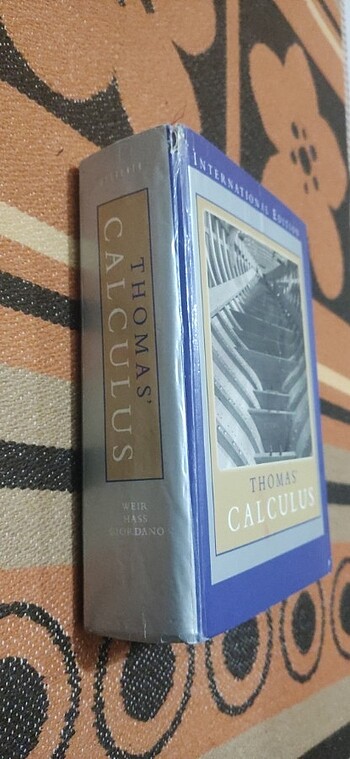 THOMAS'
CALCULUS
WEIR
HASS
GIORDANO
INTERNATIONAL EDITION
THOMAS'
CALCULUS